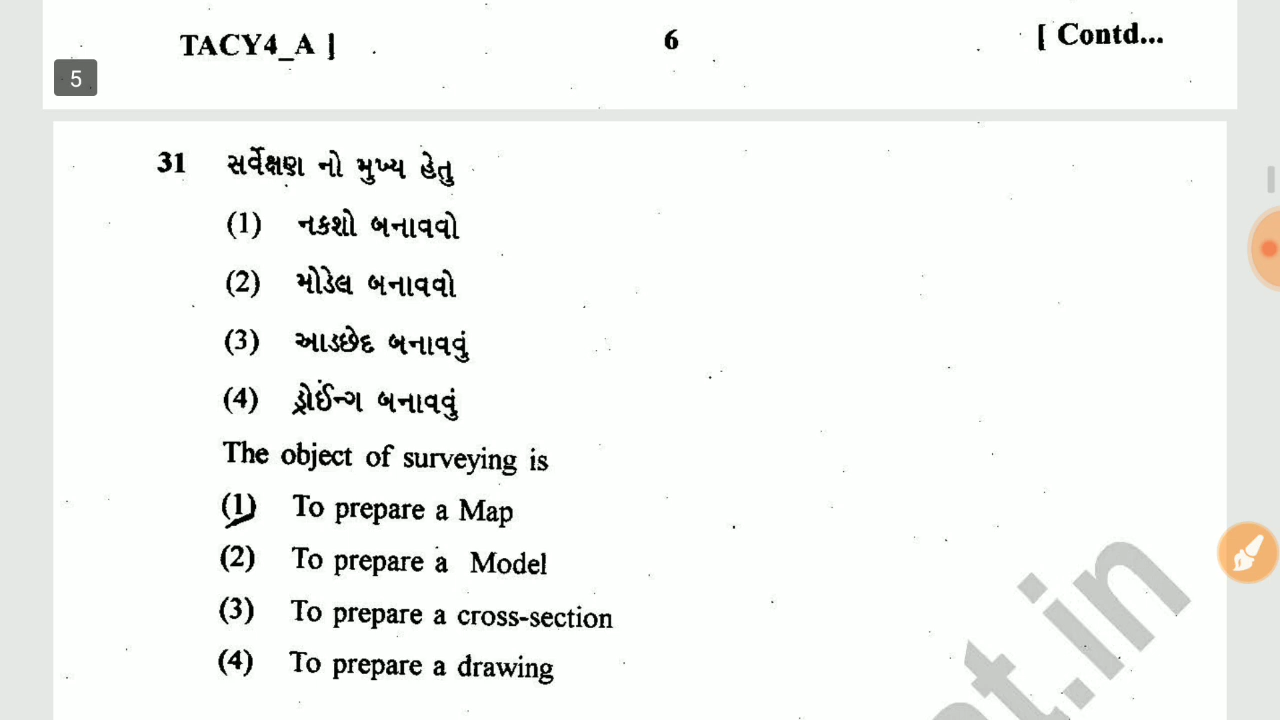 TACY4_A ] 6 [ Contd...
5
31 સર્વેક્ષણ નો મુખ્ય હેતુ
(1) નકશો બનાવવો
(2) મોડેલ બનાવવો
(3) આડછેદ બનાવવું
(4) ડ્રોઈંન્ગ બનાવવું
The object of surveying is
(1) To prepare a Map
(2) To prepare a Model
(3) To prepare a cross-section
(4) To prepare a drawing
t.in